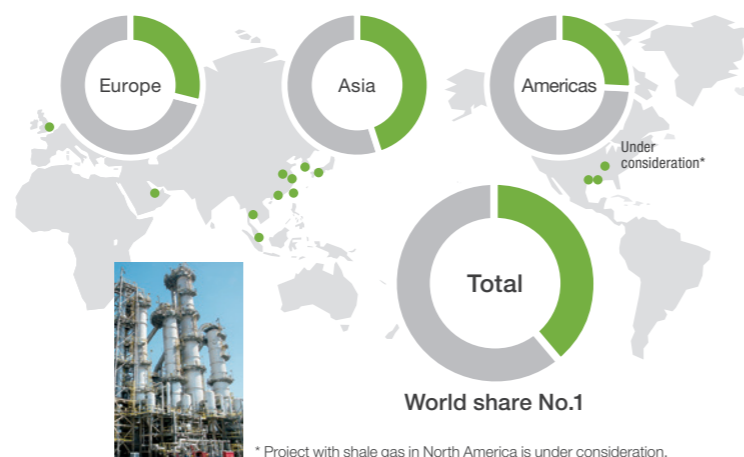 Europe
Asia
Americas
Under
consideration*
Total
World share No.1
* Project with shale gas in North America is under consideration.